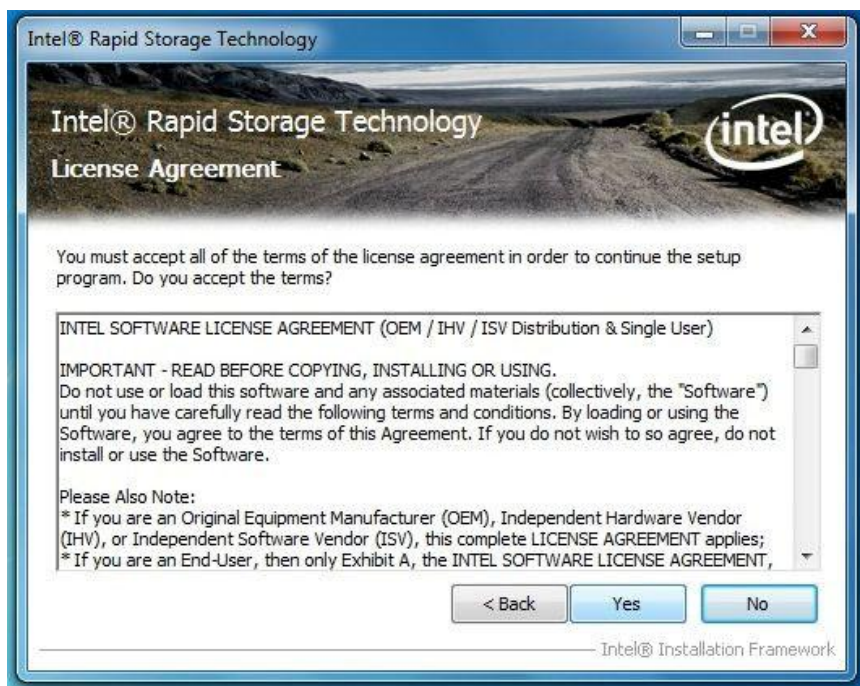 Intel® Rapid Storage Technology
Intel® Rapid Storage Technology
License Agreement
intel
You must accept all of the terms of the license agreement in order to continue the setup
program. Do you accept the terms?
INTEL SOFTWARE LICENSE AGREEMENT (OEM / IHV / ISV Distribution & Single User)
IMPORTANT - READ BEFORE COPYING, INSTALLING OR USING.
Do not use or load this software and any associated materials (collectively, the "Software")
until you have carefully read the following terms and conditions. By loading or using the
Software, you agree to the terms of this Agreement. If you do not wish to so agree, do not
install or use the Software.
Please Also Note:
* If you are an Original Equipment Manufacturer (OEM), Independent Hardware Vendor
(IHV), or Independent Software Vendor (ISV), this complete LICENSE AGREEMENT applies;
* If you are an End-User, then only Exhibit A, the INTEL SOFTWARE LICENSE AGREEMENT,
< Back Yes No
Intel® Installation Framework